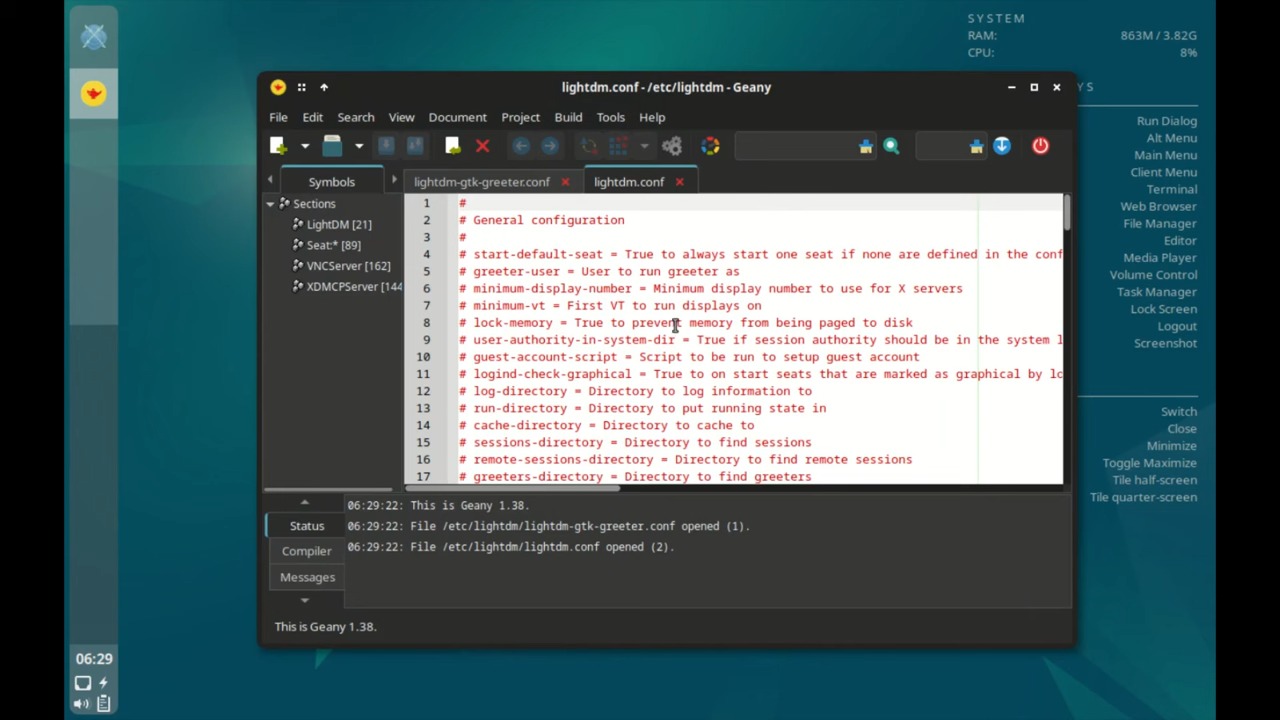 SYSTEM
RAM: 863M / 3.82G
CPU: 8%
lightdm.conf - /etc/lightdm - Geany
YS
File Edit Search View Document Project Build Tools Help
Symbols
lightdm-gtk-greeter.conf
lightdm.conf
Sections
LightDM [21]
Seat:* [89]
VNCServer [162]
XDMCPServer [144
1 #
2 # General configuration
3 #
4 # start-default-seat = True to always start one seat if none are defined in the conf
5 # greeter-user = User to run greeter as
6 # minimum-display-number = Minimum display number to use for X servers
7 # minimum-vt = First VT to run displays on
8 # lock-memory = True to prevent memory from being paged to disk
9 # user-authority-in-system-dir = True if session authority should be in the system l
10 # guest-account-script = Script to be run to setup guest account
11 # logind-check-graphical = True to on start seats that are marked as graphical by lo
12 # log-directory = Directory to log information to
13 # run-directory = Directory to put running state in
14 # cache-directory = Directory to cache to
15 # sessions-directory = Directory to find sessions
16 # remote-sessions-directory = Directory to find remote sessions
17 # greeters-directory = Directory to find greeters
Status
Compiler
Messages
06:29:22: This is Geany 1.38.
06:29:22: File /etc/lightdm/lightdm-gtk-greeter.conf opened (1).
06:29:22: File /etc/lightdm/lightdm.conf opened (2).
This is Geany 1.38.
Run Dialog
Alt Menu
Main Menu
Client Menu
Terminal
Web Browser
File Manager
Editor
Media Player
Volume Control
Task Manager
Lock Screen
Logout
Screenshot
Switch
Close
Minimize
Toggle Maximize
Tile half-screen
Tile quarter-screen
06:29